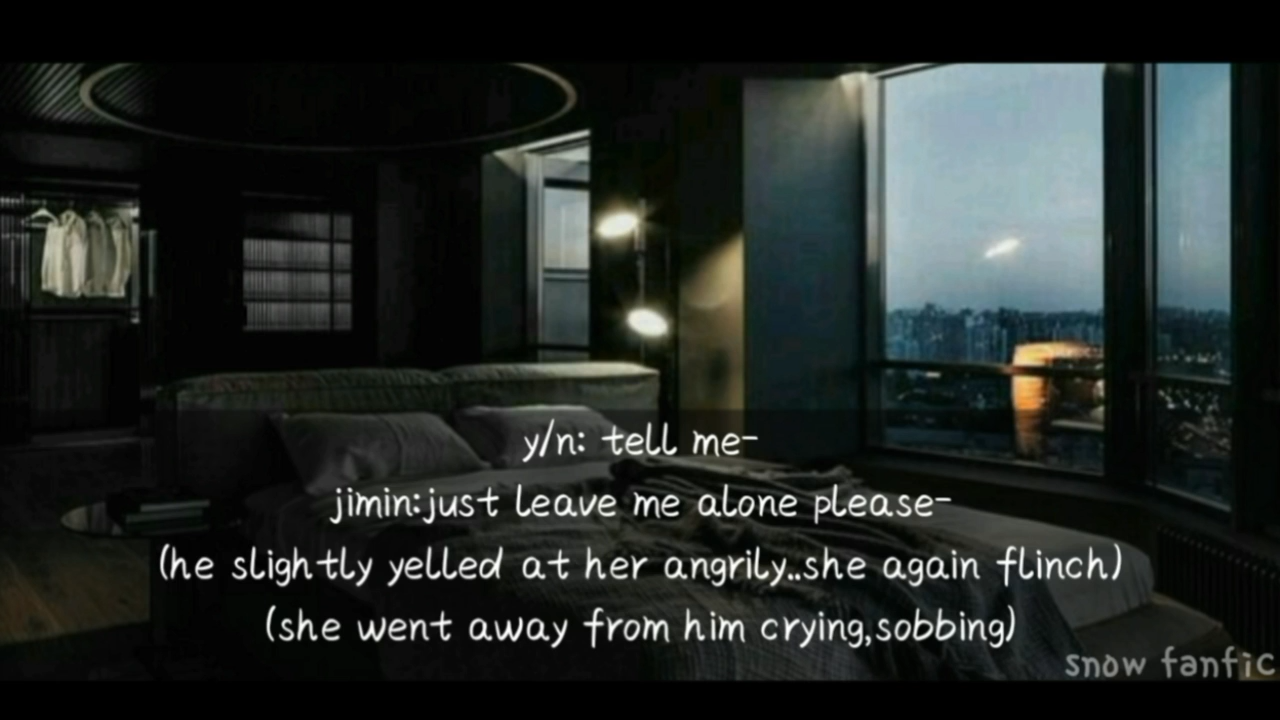 y/n: tell me-
jimin:just leave me alone please-
(he slightly yelled at her angrily..she again flinch)
(she went away from him crying,sobbing)
snow fanfic